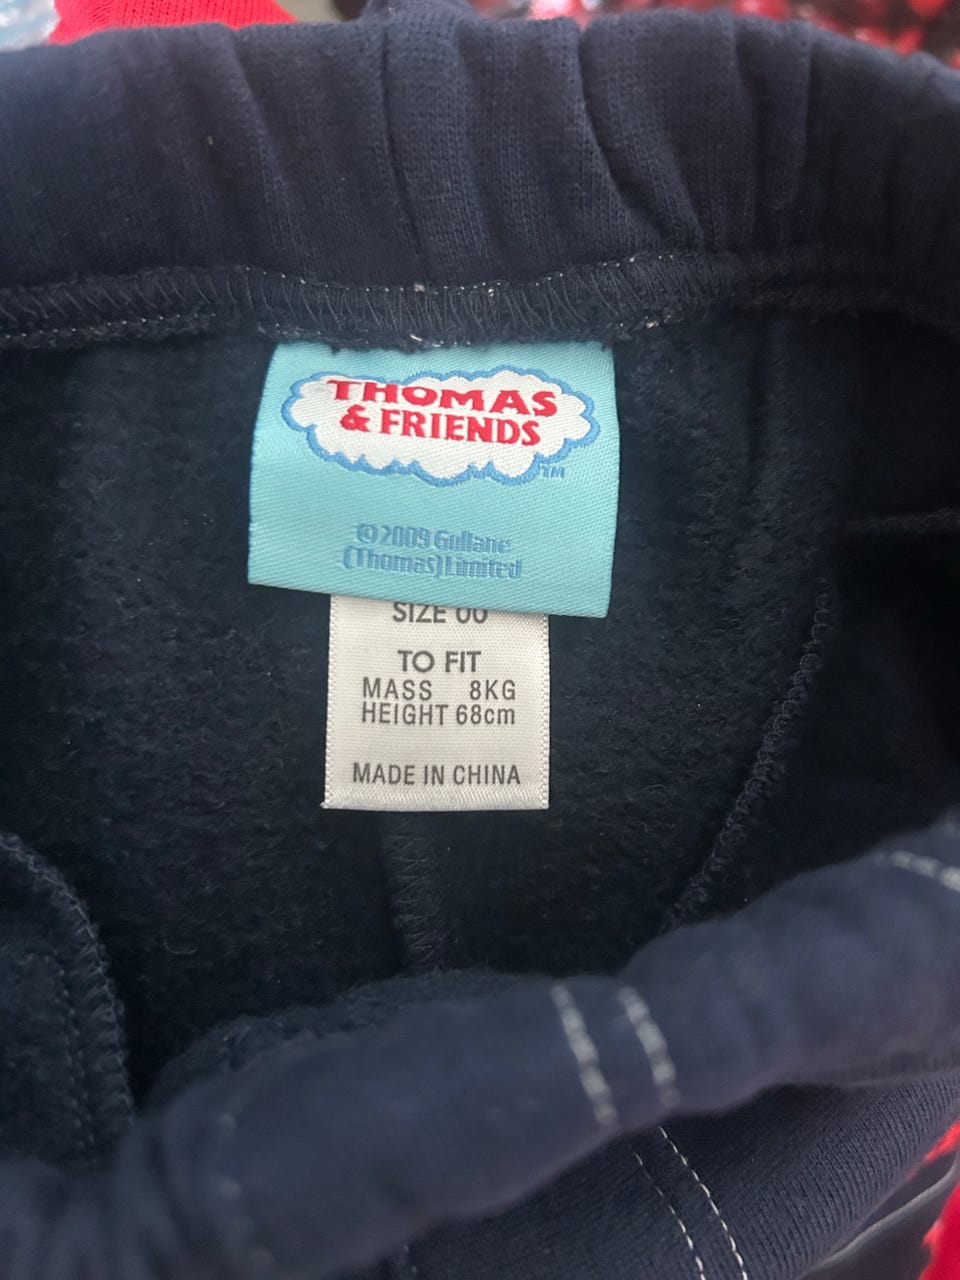 THOMAS
& FRIENDS
TM
©2009 Gullane
(Thomas) Limited
SIZE 00
TO FIT
MASS 8KG
HEIGHT 68cm
MADE IN CHINA